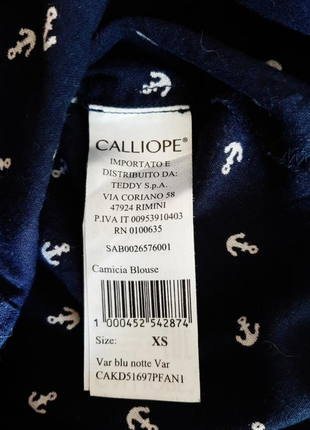 CALLIOPE
IMPORTATO E
DISTRIBUITO DA:
TEDDY S.p.A.
VIA CORIANO 58
47924 RIMINI
P.IVA IT 00953910403
RN 0100635
SAB0026576001
Camicia Blouse
1 000452 542874
Size: XS
Var blu notte Var
CAKD51697PFAN1